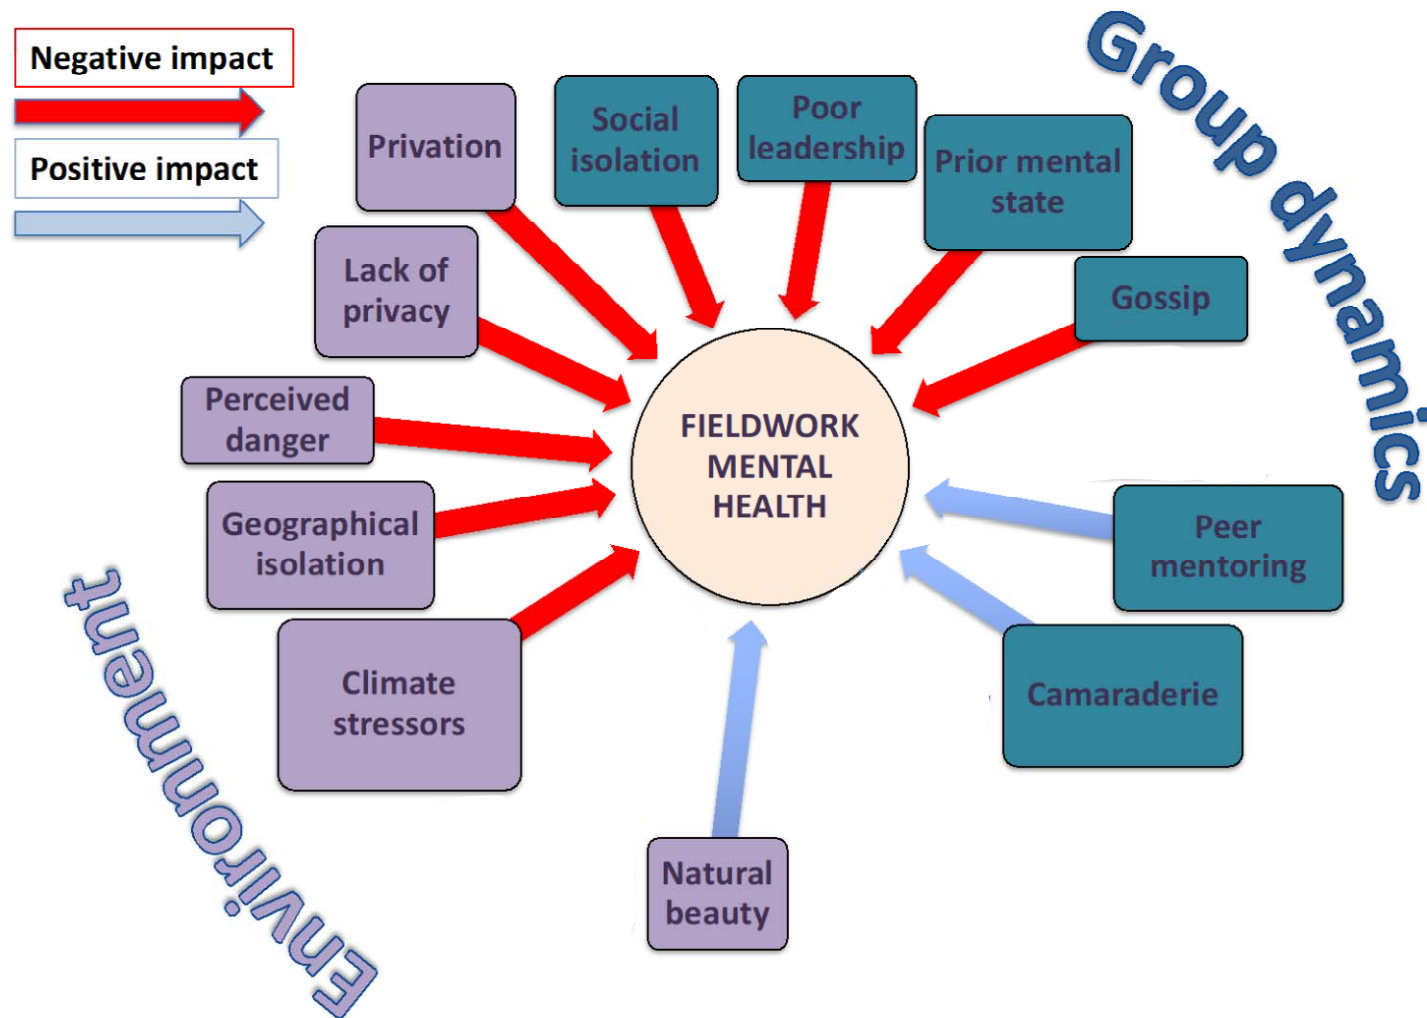 Negative impact
Positive impact
Group dynamics
Privation
Social
isolation
Poor
leadership
Prior mental
state
Gossip
Lack of
privacy
Perceived
danger
Geographical
isolation
Climate
stressors
FIELDWORK
MENTAL
HEALTH
Peer
mentoring
Camaraderie
Natural
beauty
Environment